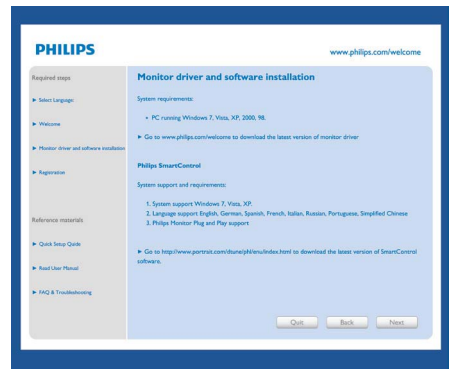 PHILIPS
www.philips.com/welcome
Required steps
Select Language:
Welcome
Monitor driver and software installation
Registration
Reference materials
Quick Setup Guide
Read User Manual
FAQ & Troubleshooting
Monitor driver and software installation
System requirements:
• PC running Windows 7, Vista, XP, 2000, 98.
Go to www.philips.com/welcome to download the latest version of monitor driver
Philips SmartControl
System support and requirements:
1. System support Windows 7, Vista, XP.
2. Language support English, German, Spanish, French, Italian, Russian, Portuguese, Simplified Chinese
3. Philips Monitor Plug and Play support
Go to http://www.portrait.com/dtune/phl/enu/index.html to download the latest version of SmartControl
software.
Quit
Back
Next